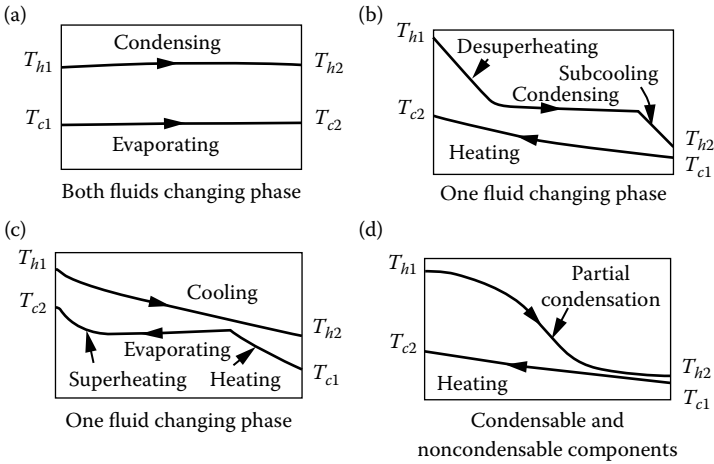 (a)
Condensing
T_h1
T_h2
T_c1
T_c2
Evaporating
Both fluids changing phase
(b)
T_h1
Desuperheating
Subcooling
Condensing
T_c2
Heating
T_h2
T_c1
One fluid changing phase
(c)
T_h1
Cooling
T_c2
Evaporating
T_h2
Superheating
Heating
T_c1
One fluid changing phase
(d)
T_h1
Partial
condensation
T_c2
Heating
T_h2
T_c1
Condensable and
noncondensable components